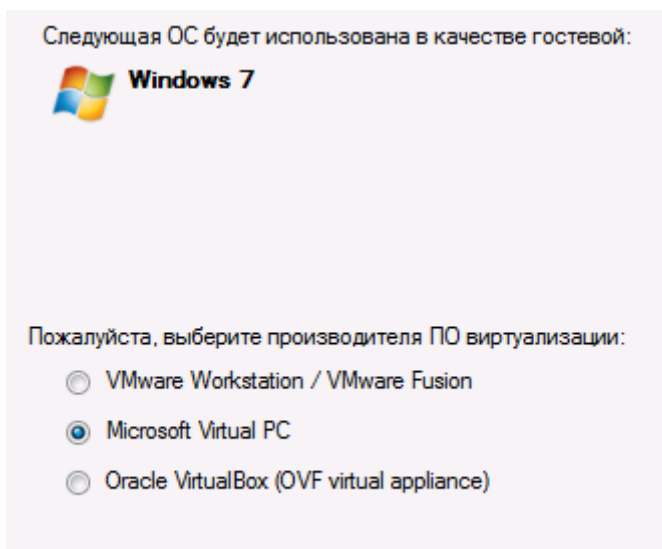 Следующая ОС будет использована в качестве гостевой:
Windows 7
Пожалуйста, выберите производителя ПО виртуализации:
VMware Workstation / VMware Fusion
Microsoft Virtual PC
Oracle VirtualBox (OVF virtual appliance)